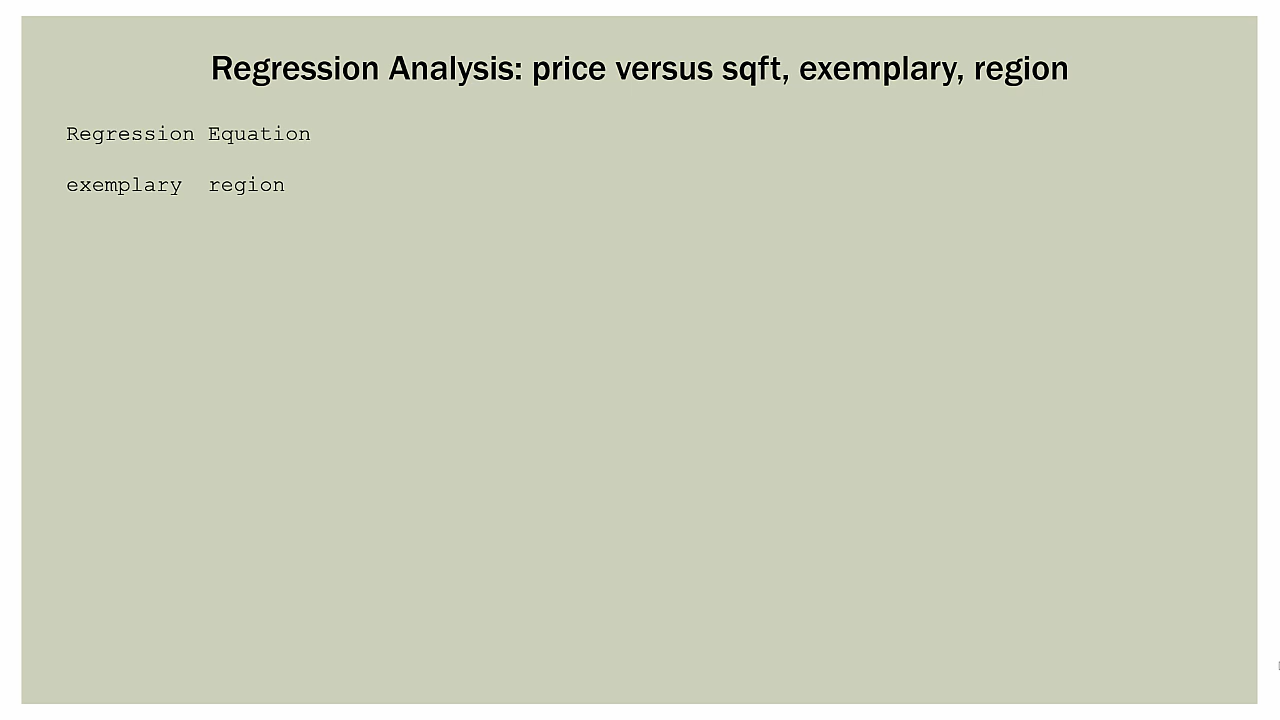 Regression Analysis: price versus sqft, exemplary, region
Regression Equation
exemplary  region